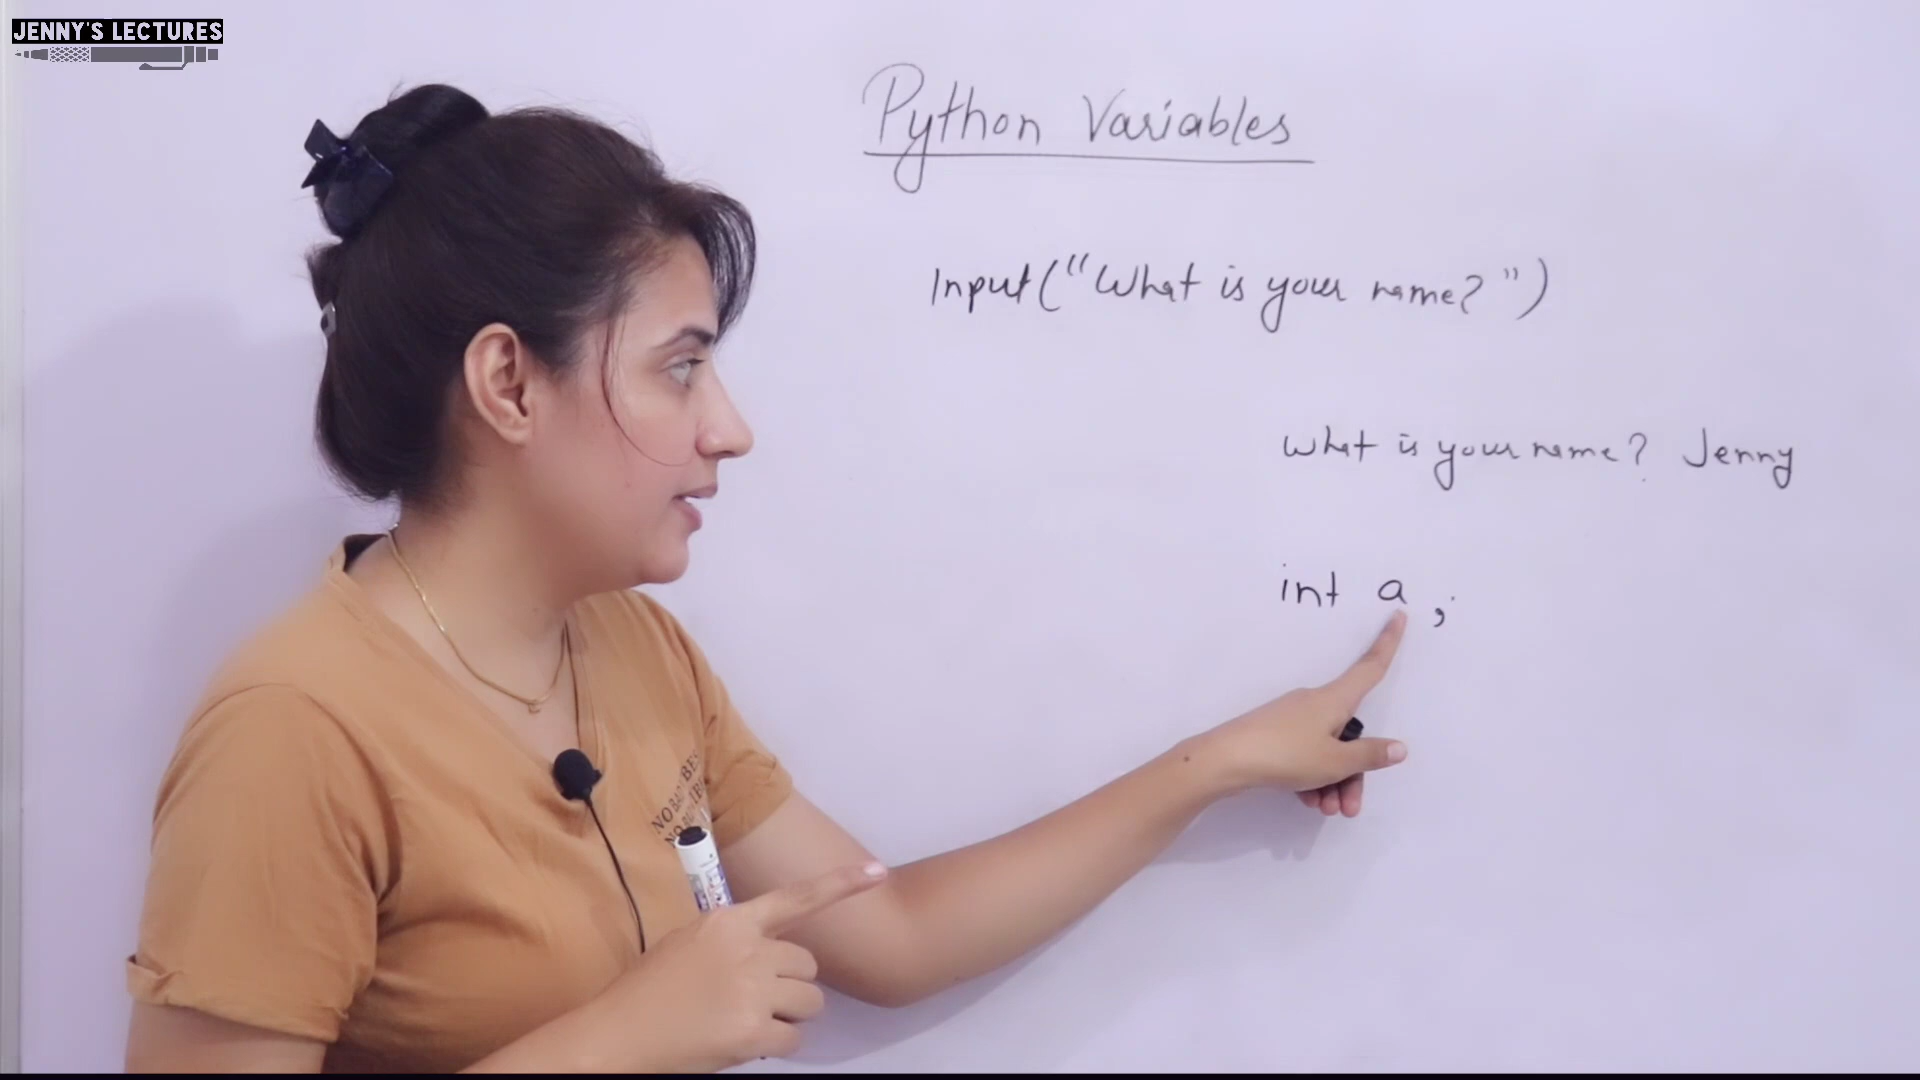 JENNY'S LECTURES
Python Variables
Input("What is your name?")
What is your name? Jenny
int a ;